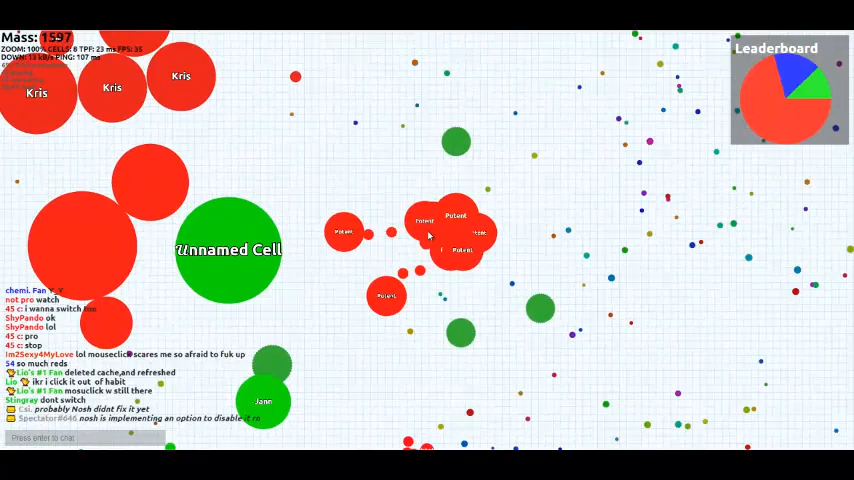 Mass: 1597
ZOOM: 100% CELLS: 8 TPF: 23 ms FPS: 35
DOWN: 13 kB/s PING: 107 ms
Leaderboard
Kris
Kris
Kris
Potent
Potent
Potent
Potent
Potent
Unnamed Cell
Jann
chemi. Fan Y_Y
not pro watch
45 c: i wanna switch tho
ShyPando ok
ShyPando lol
45 c: pro
45 c: stop
Im2Sexy4MyLove lol mouseclick scares me so afraid to fuk up
54 so much reds
Lio's #1 Fan deleted cache,and refreshed
Lio ikr i click it out of habit
Lio's #1 Fan mosuclick w still there
Stingray dont switch
Csi. probably Nosh didnt fix it yet
Spectator#646 nosh is implementing an option to disable it rn
Press enter to chat